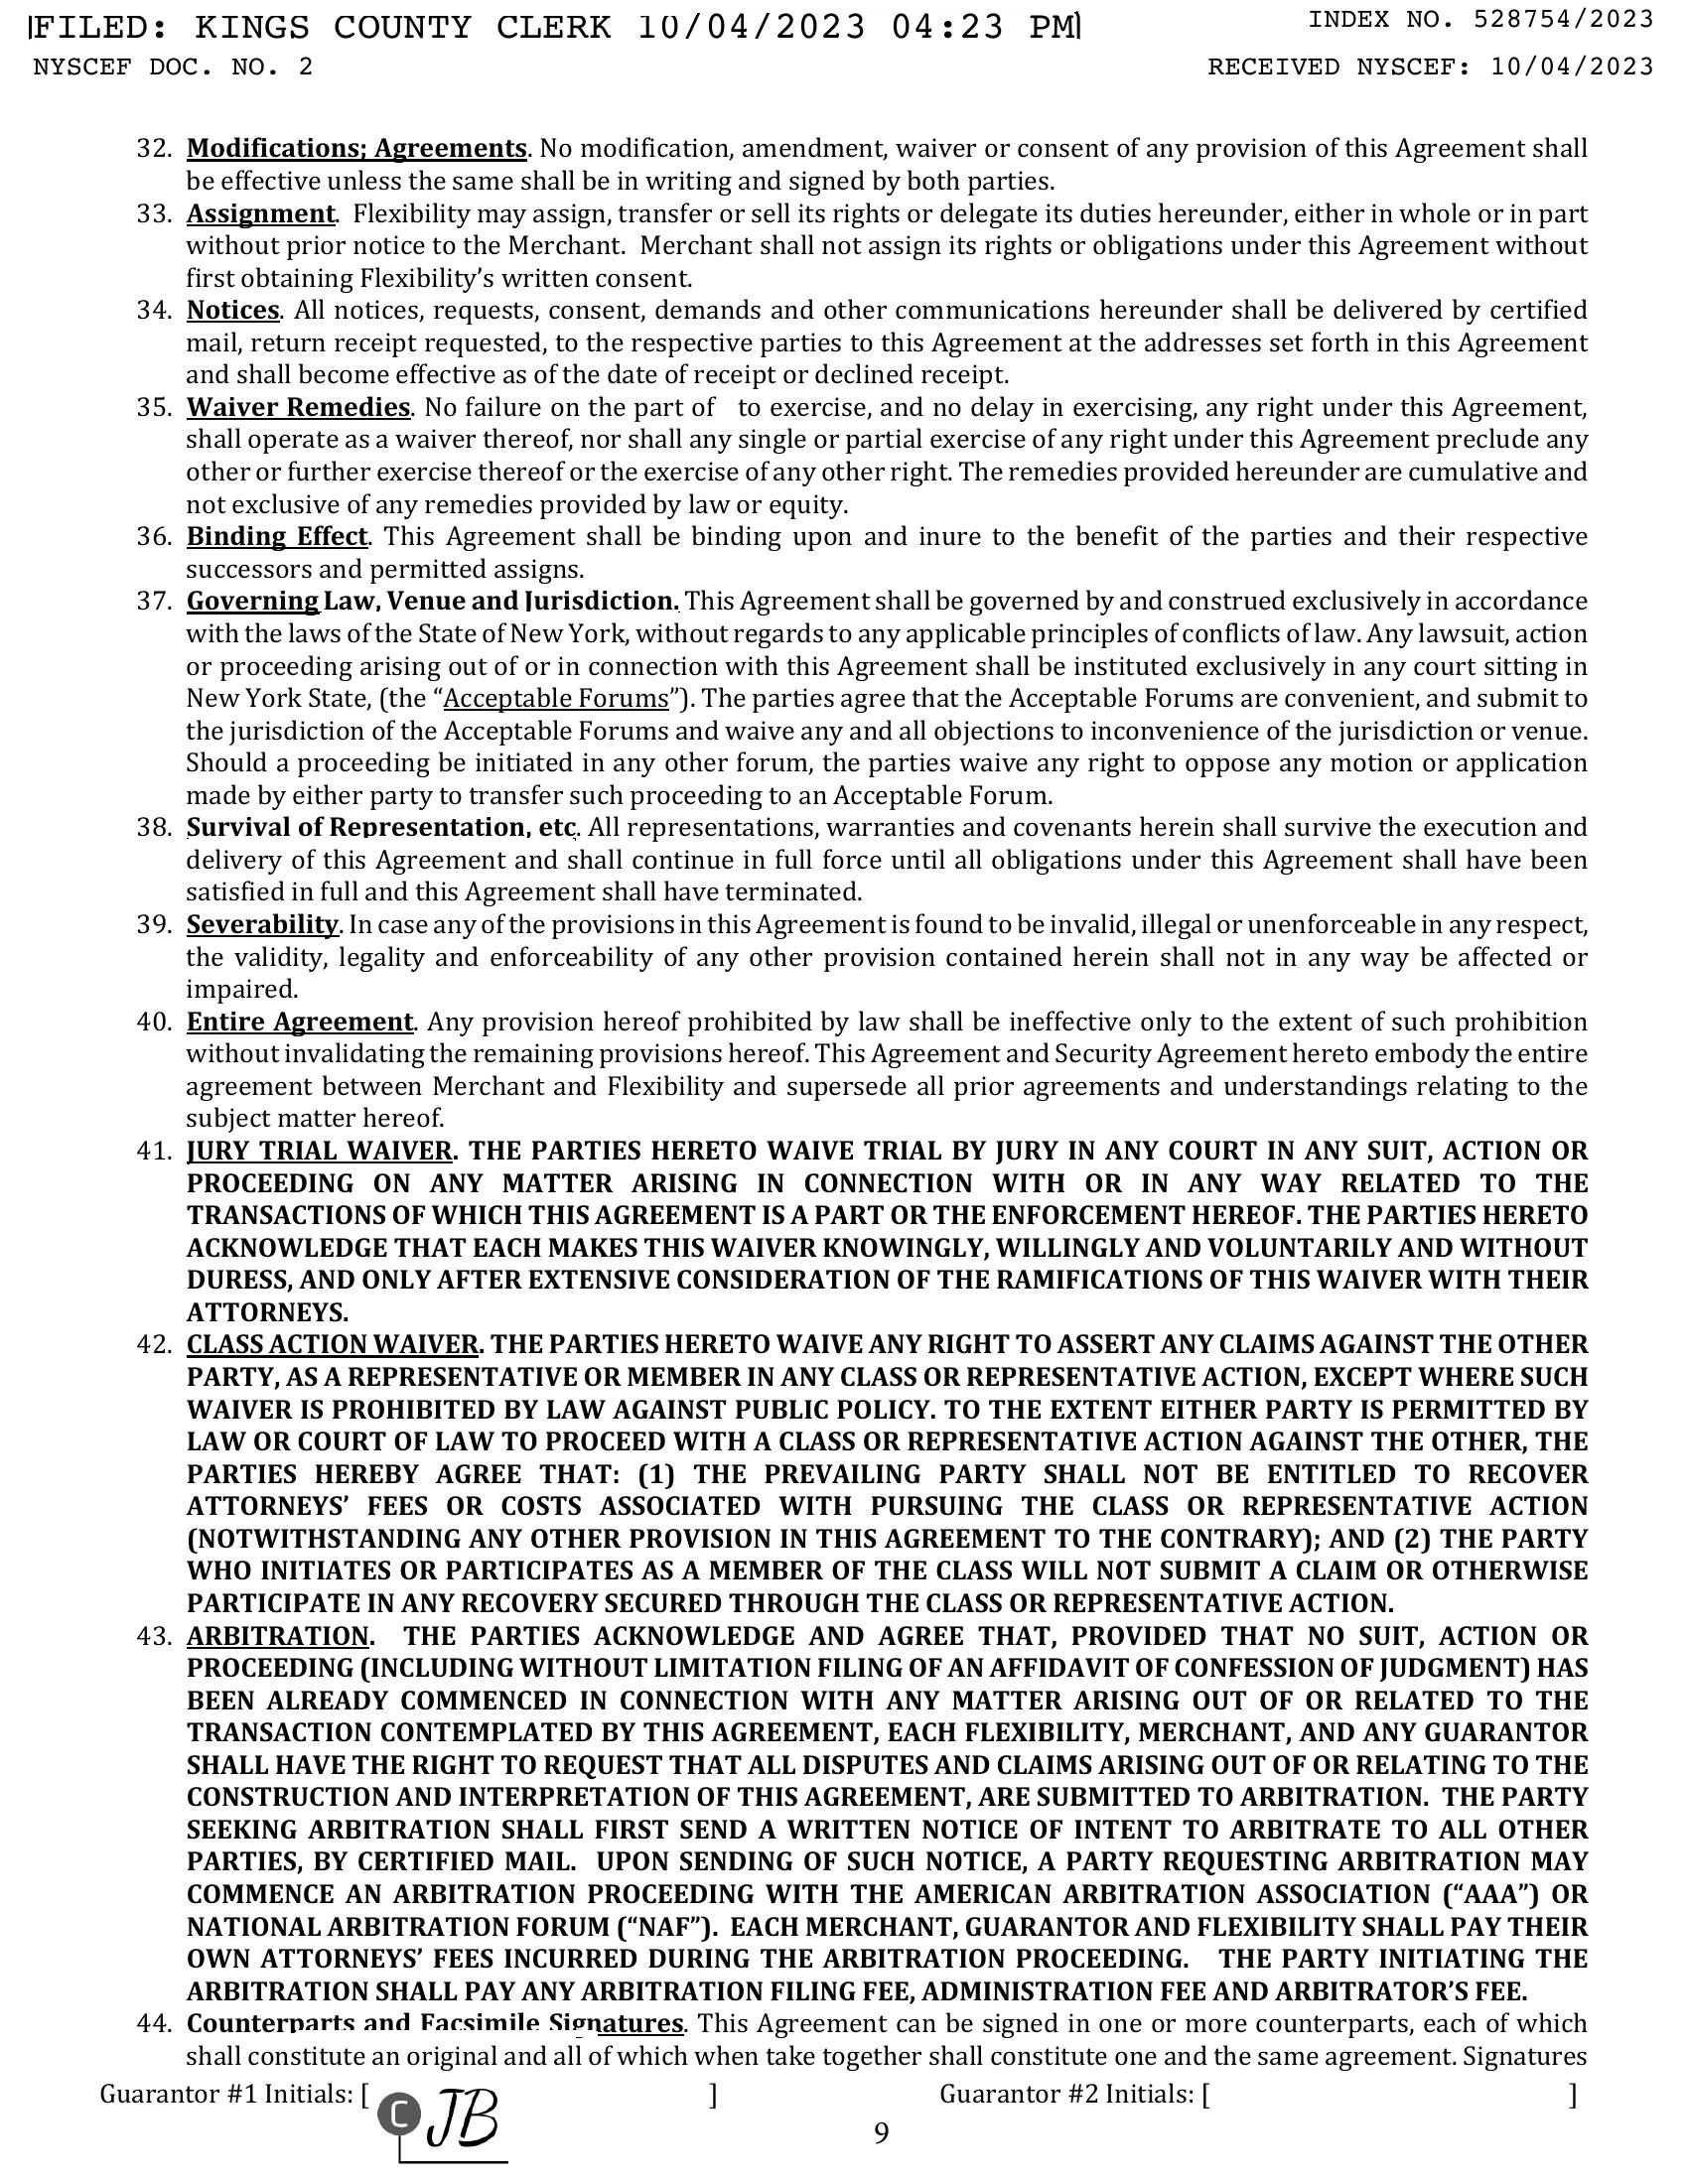 FILED: KINGS COUNTY CLERK 10/04/2023 04:23 PM
INDEX NO. 528754/2023
NYSCEF DOC. NO. 2
RECEIVED NYSCEF: 10/04/2023
32. Modifications; Agreements. No modification, amendment, waiver or consent of any provision of this Agreement shall
be effective unless the same shall be in writing and signed by both parties.
33. Assignment. Flexibility may assign, transfer or sell its rights or delegate its duties hereunder, either in whole or in part
without prior notice to the Merchant. Merchant shall not assign its rights or obligations under this Agreement without
first obtaining Flexibility’s written consent.
34. Notices. All notices, requests, consent, demands and other communications hereunder shall be delivered by certified
mail, return receipt requested, to the respective parties to this Agreement at the addresses set forth in this Agreement
and shall become effective as of the date of receipt or declined receipt.
35. Waiver Remedies. No failure on the part of to exercise, and no delay in exercising, any right under this Agreement,
shall operate as a waiver thereof, nor shall any single or partial exercise of any right under this Agreement preclude any
other or further exercise thereof or the exercise of any other right. The remedies provided hereunder are cumulative and
not exclusive of any remedies provided by law or equity.
36. Binding Effect. This Agreement shall be binding upon and inure to the benefit of the parties and their respective
successors and permitted assigns.
37. Governing Law, Venue and Jurisdiction. This Agreement shall be governed by and construed exclusively in accordance
with the laws of the State of New York, without regards to any applicable principles of conflicts of law. Any lawsuit, action
or proceeding arising out of or in connection with this Agreement shall be instituted exclusively in any court sitting in
New York State, (the “Acceptable Forums”). The parties agree that the Acceptable Forums are convenient, and submit to
the jurisdiction of the Acceptable Forums and waive any and all objections to inconvenience of the jurisdiction or venue.
Should a proceeding be initiated in any other forum, the parties waive any right to oppose any motion or application
made by either party to transfer such proceeding to an Acceptable Forum.
38. Survival of Representation, etc. All representations, warranties and covenants herein shall survive the execution and
delivery of this Agreement and shall continue in full force until all obligations under this Agreement shall have been
satisfied in full and this Agreement shall have terminated.
39. Severability. In case any of the provisions in this Agreement is found to be invalid, illegal or unenforceable in any respect,
the validity, legality and enforceability of any other provision contained herein shall not in any way be affected or
impaired.
40. Entire Agreement. Any provision hereof prohibited by law shall be ineffective only to the extent of such prohibition
without invalidating the remaining provisions hereof. This Agreement and Security Agreement hereto embody the entire
agreement between Merchant and Flexibility and supersede all prior agreements and understandings relating to the
subject matter hereof.
41. JURY TRIAL WAIVER. THE PARTIES HERETO WAIVE TRIAL BY JURY IN ANY COURT IN ANY SUIT, ACTION OR
PROCEEDING ON ANY MATTER ARISING IN CONNECTION WITH OR IN ANY WAY RELATED TO THE
TRANSACTIONS OF WHICH THIS AGREEMENT IS A PART OR THE ENFORCEMENT HEREOF. THE PARTIES HERETO
ACKNOWLEDGE THAT EACH MAKES THIS WAIVER KNOWINGLY, WILLINGLY AND VOLUNTARILY AND WITHOUT
DURESS, AND ONLY AFTER EXTENSIVE CONSIDERATION OF THE RAMIFICATIONS OF THIS WAIVER WITH THEIR
ATTORNEYS.
42. CLASS ACTION WAIVER. THE PARTIES HERETO WAIVE ANY RIGHT TO ASSERT ANY CLAIMS AGAINST THE OTHER
PARTY, AS A REPRESENTATIVE OR MEMBER IN ANY CLASS OR REPRESENTATIVE ACTION, EXCEPT WHERE SUCH
WAIVER IS PROHIBITED BY LAW AGAINST PUBLIC POLICY. TO THE EXTENT EITHER PARTY IS PERMITTED BY
LAW OR COURT OF LAW TO PROCEED WITH A CLASS OR REPRESENTATIVE ACTION AGAINST THE OTHER, THE
PARTIES HEREBY AGREE THAT: (1) THE PREVAILING PARTY SHALL NOT BE ENTITLED TO RECOVER
ATTORNEYS’ FEES OR COSTS ASSOCIATED WITH PURSUING THE CLASS OR REPRESENTATIVE ACTION
(NOTWITHSTANDING ANY OTHER PROVISION IN THIS AGREEMENT TO THE CONTRARY); AND (2) THE PARTY
WHO INITIATES OR PARTICIPATES AS A MEMBER OF THE CLASS WILL NOT SUBMIT A CLAIM OR OTHERWISE
PARTICIPATE IN ANY RECOVERY SECURED THROUGH THE CLASS OR REPRESENTATIVE ACTION.
43. ARBITRATION. THE PARTIES ACKNOWLEDGE AND AGREE THAT, PROVIDED THAT NO SUIT, ACTION OR
PROCEEDING (INCLUDING WITHOUT LIMITATION FILING OF AN AFFIDAVIT OF CONFESSION OF JUDGMENT) HAS
BEEN ALREADY COMMENCED IN CONNECTION WITH ANY MATTER ARISING OUT OF OR RELATED TO THE
TRANSACTION CONTEMPLATED BY THIS AGREEMENT, EACH FLEXIBILITY, MERCHANT, AND ANY GUARANTOR
SHALL HAVE THE RIGHT TO REQUEST THAT ALL DISPUTES AND CLAIMS ARISING OUT OF OR RELATING TO THE
CONSTRUCTION AND INTERPRETATION OF THIS AGREEMENT, ARE SUBMITTED TO ARBITRATION. THE PARTY
SEEKING ARBITRATION SHALL FIRST SEND A WRITTEN NOTICE OF INTENT TO ARBITRATE TO ALL OTHER
PARTIES, BY CERTIFIED MAIL. UPON SENDING OF SUCH NOTICE, A PARTY REQUESTING ARBITRATION MAY
COMMENCE AN ARBITRATION PROCEEDING WITH THE AMERICAN ARBITRATION ASSOCIATION (“AAA”) OR
NATIONAL ARBITRATION FORUM (“NAF”). EACH MERCHANT, GUARANTOR AND FLEXIBILITY SHALL PAY THEIR
OWN ATTORNEYS’ FEES INCURRED DURING THE ARBITRATION PROCEEDING. THE PARTY INITIATING THE
ARBITRATION SHALL PAY ANY ARBITRATION FILING FEE, ADMINISTRATION FEE AND ARBITRATOR’S FEE.
44. Counterparts and Facsimile Signatures. This Agreement can be signed in one or more counterparts, each of which
shall constitute an original and all of which when take together shall constitute one and the same agreement. Signatures
Guarantor #1 Initials: [ C JB ] Guarantor #2 Initials: [ ]
9